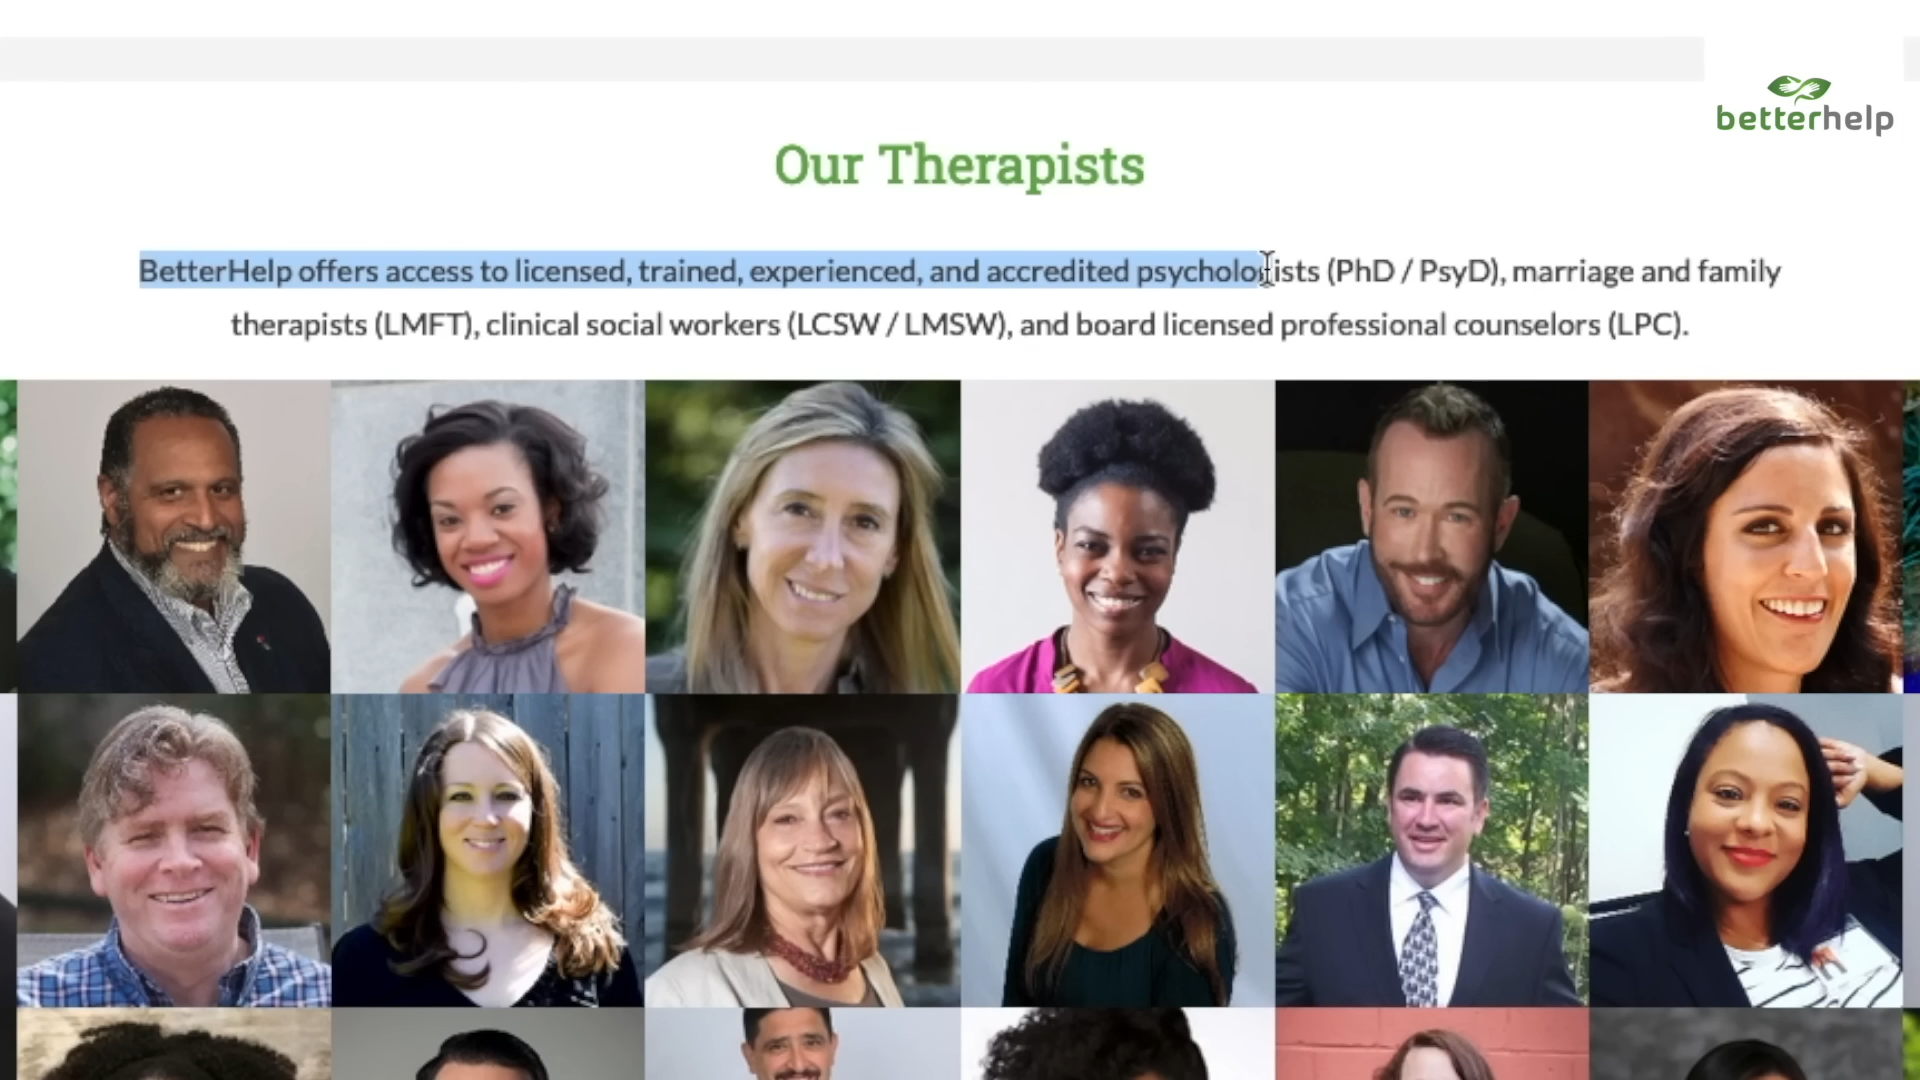 betterhelp
Our Therapists
BetterHelp offers access to licensed, trained, experienced, and accredited psychologists (PhD / PsyD), marriage and family
therapists (LMFT), clinical social workers (LCSW / LMSW), and board licensed professional counselors (LPC).